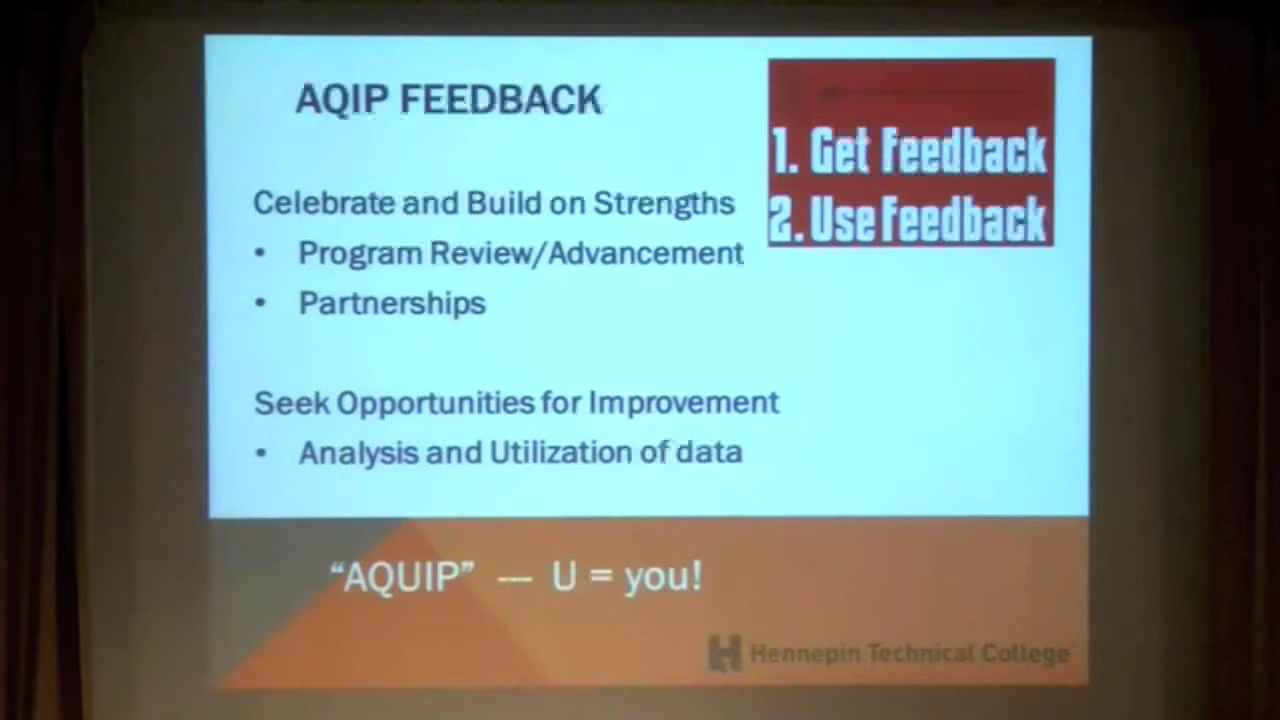 AQIP FEEDBACK
1. Get Feedback
2. Use Feedback
Celebrate and Build on Strengths
• Program Review/Advancement
• Partnerships
Seek Opportunities for Improvement
• Analysis and Utilization of data
“AQUIP” --- U = you!
Hennepin Technical College